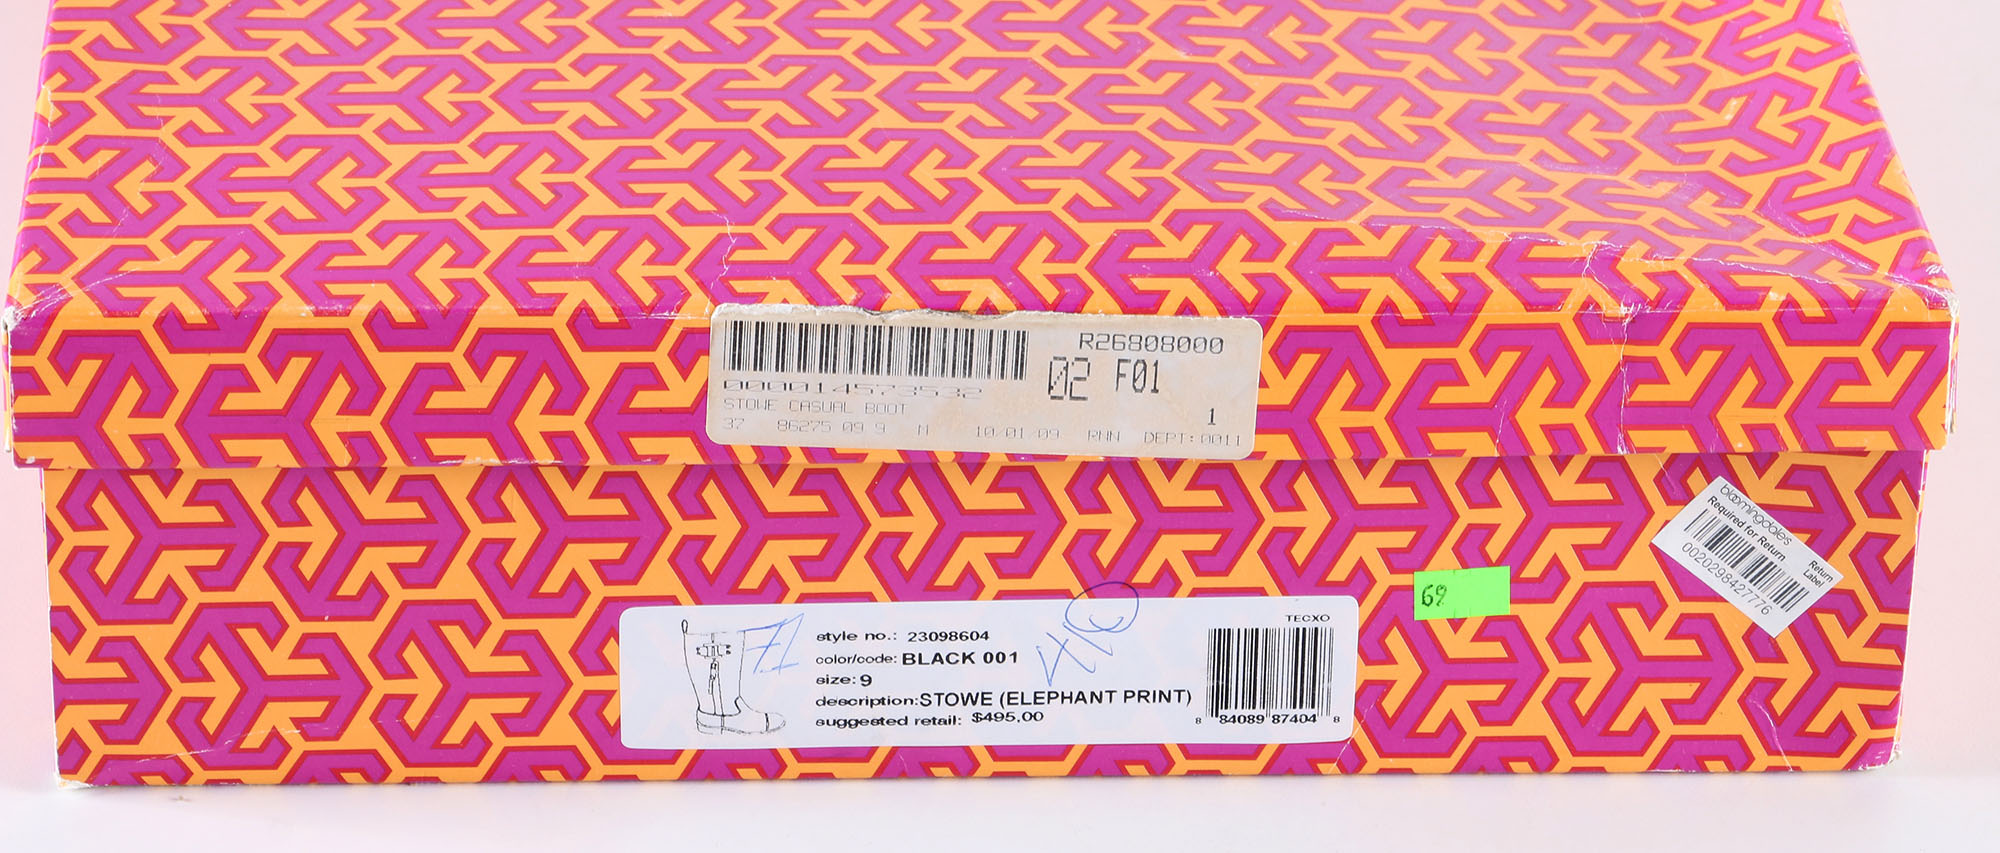 R26808000
02 F01
000014573532
STOWE CASUAL BOOT
1
37 86275 09 9 M 10/01/09 RMN DEPT:0011
bloomingdales
Required for Return
Return
Label
0020298427776
69
TECXO
style no.: 23098604
color/code: BLACK 001
size: 9
description: STOWE (ELEPHANT PRINT)
suggested retail: $495.00
8 84089 87404 8